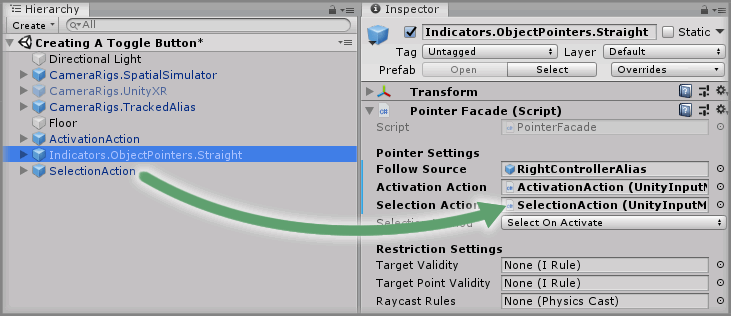 Hierarchy
Create
All
Creating A Toggle Button*
Directional Light
CameraRigs.SpatialSimulator
CameraRigs.UnityXR
CameraRigs.TrackedAlias
Floor
ActivationAction
Indicators.ObjectPointers.Straight
SelectionAction
Inspector
Indicators.ObjectPointers.Straight Static
Tag Untagged Layer Default
Prefab Open Select Overrides
Transform
Pointer Facade (Script)
Script PointerFacade
Pointer Settings
Follow Source RightControllerAlias
Activation Action ActivationAction (UnityInputM
Selection Action SelectionAction (UnityInputM
Select On Activate
Restriction Settings
Target Validity None (I Rule)
Target Point Validity None (I Rule)
Raycast Rules None (Physics Cast)